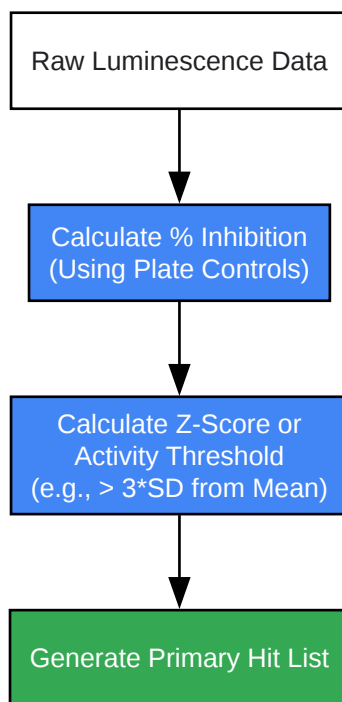 Raw Luminescence Data
Calculate % Inhibition
(Using Plate Controls)
Calculate Z-Score or
Activity Threshold
(e.g., > 3*SD from Mean)
Generate Primary Hit List